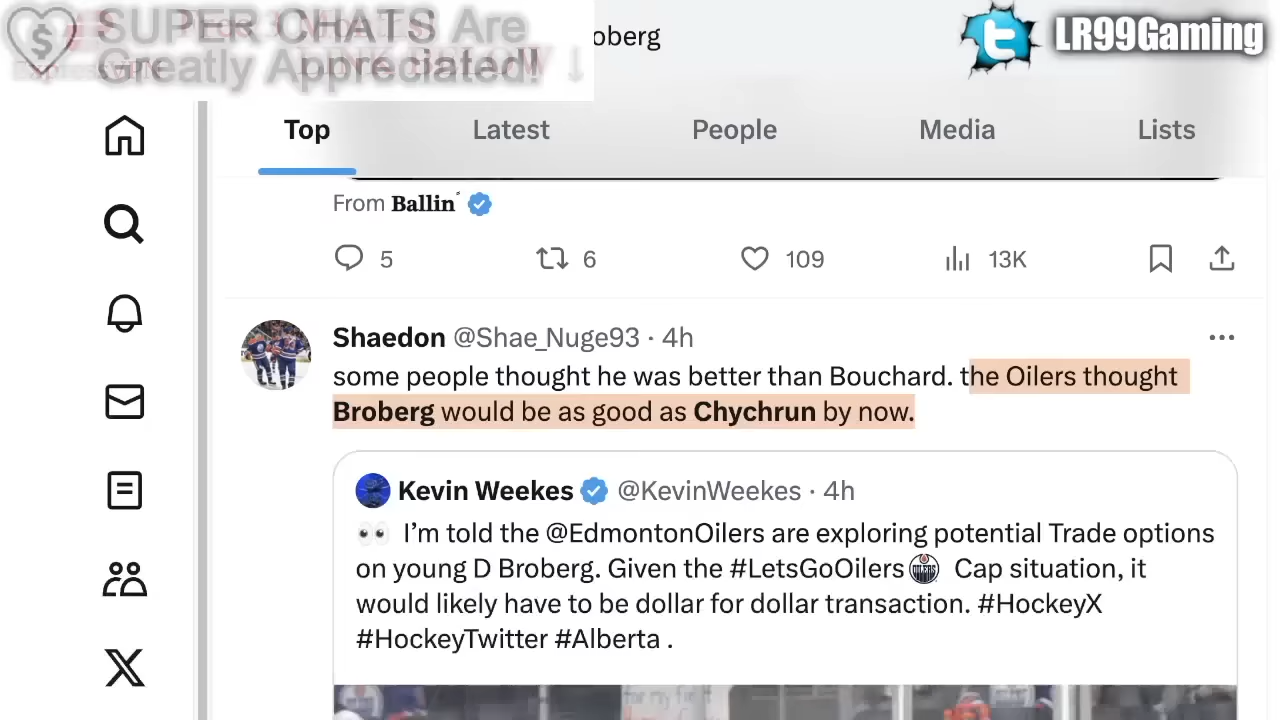 SUPER CHATS Are
Greatly Appreciated!
oberg
LR99Gaming
Top Latest People Media Lists
From Ballin
5 6 109 13K
Shaedon @Shae_Nuge93 · 4h
some people thought he was better than Bouchard. the Oilers thought
Broberg would be as good as Chychrun by now.
Kevin Weekes @KevinWeekes · 4h
👀 I’m told the @EdmontonOilers are exploring potential Trade options
on young D Broberg. Given the #LetsGoOilers Cap situation, it
would likely have to be dollar for dollar transaction. #HockeyX
#HockeyTwitter #Alberta .